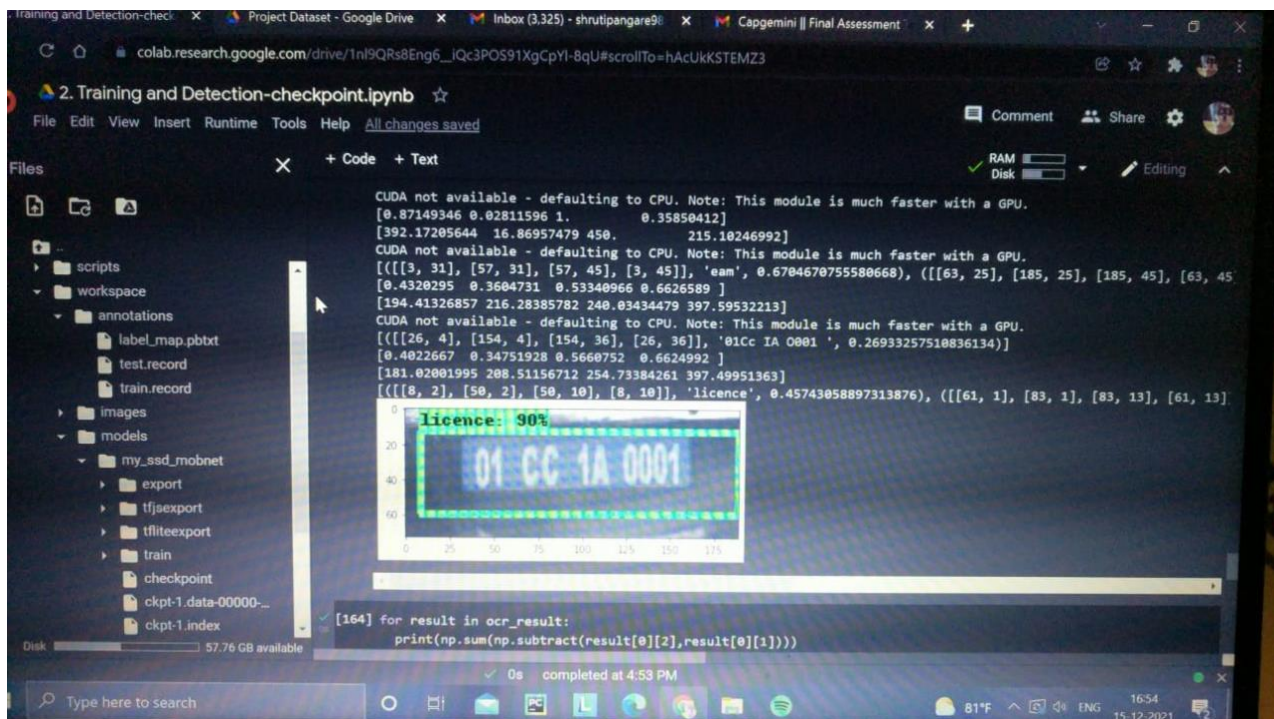 Training and Detection-check
Project Dataset - Google Drive
Inbox (3,325) - shrutipangare98
Capgemini || Final Assessment
colab.research.google.com/drive/1nl9QRs8Eng6__iQc3POS91XgCpYl-8qU#scrollTo=hAcUkKSTEMZ3
2. Training and Detection-checkpoint.ipynb
File Edit View Insert Runtime Tools Help All changes saved
Comment
Share
Files
+ Code + Text
RAM
Disk
Editing
..
scripts
workspace
annotations
label_map.pbtxt
test.record
train.record
images
models
my_ssd_mobnet
export
tfjsexport
tfliteexport
train
checkpoint
ckpt-1.data-00000-...
ckpt-1.index
Disk 57.76 GB available
CUDA not available - defaulting to CPU. Note: This module is much faster with a GPU.
[0.87149346 0.02811596 1. 0.35850412]
[392.17205644 16.86957479 450. 215.10246992]
CUDA not available - defaulting to CPU. Note: This module is much faster with a GPU.
[([[3, 31], [57, 31], [57, 45], [3, 45]], 'eam', 0.6704670755580668), ([[63, 25], [185, 25], [185, 45], [63, 45
[0.4320295 0.3604731 0.53340966 0.6626589 ]
[194.41326857 216.28385782 240.03434479 397.59532213]
CUDA not available - defaulting to CPU. Note: This module is much faster with a GPU.
[([[26, 4], [154, 4], [154, 36], [26, 36]], '01Cc IA O001 ', 0.26933257510836134)]
[0.4022667 0.34751928 0.5660752 0.6624992 ]
[181.02001995 208.51156712 254.73384261 397.49951363]
[([[8, 2], [50, 2], [50, 10], [8, 10]], 'licence', 0.45743058897313876), ([[61, 1], [83, 1], [83, 13], [61, 13]
licence: 90%
01 CC 1A 0001
0
20
40
60
0 25 50 75 100 125 150 175
[164] for result in ocr_result:
print(np.sum(np.subtract(result[0][2],result[0][1])))
0s completed at 4:53 PM
Type here to search
81°F
ENG
16:54
15-12-2021